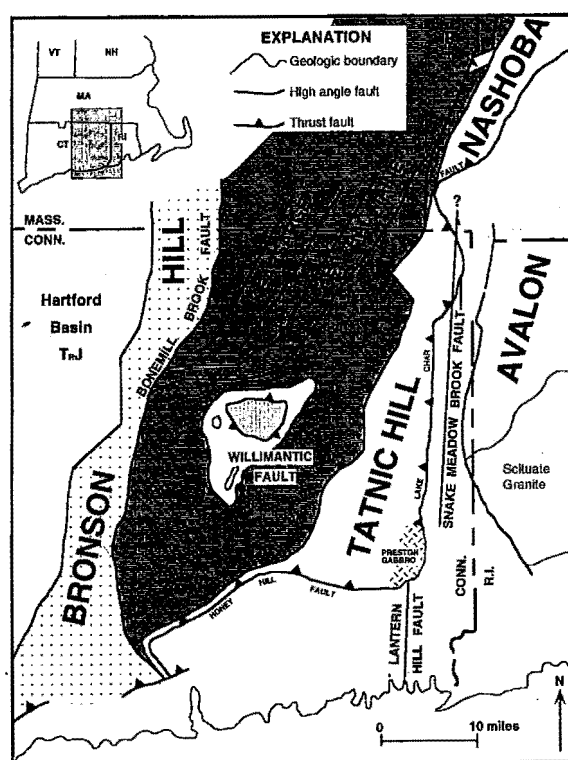 EXPLANATION
Geologic boundary
High angle fault
Thrust fault
VT
NH
MA
CT
RI
NASHOBA
FAULT
?
MASS.
CONN.
Hartford
Basin
TRJ
BRONSON
HILL
BONEMILL BROOK FAULT
WILLIMANTIC
FAULT
TATNIC HILL
LAKE
CHAR
SNAKE MEADOW BROOK FAULT
AVALON
Scituate
Granite
PRESTON
GABBRO
HONEY
HILL
FAULT
LANTERN
HILL FAULT
CONN.
R.I.
0
10 miles
N